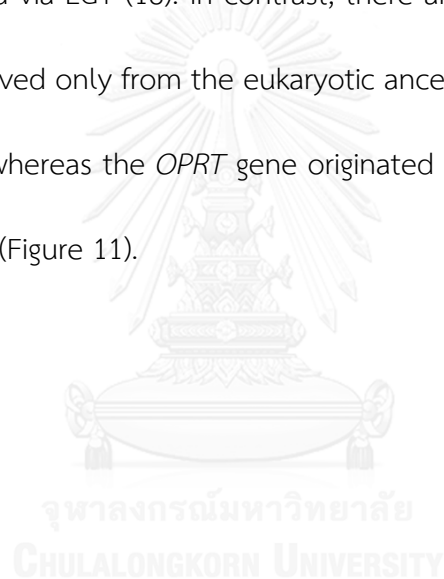 via EGT (18). In contrast, there
ved only from the eukaryotic ance
whereas the OPRT gene originated
(Figure 11).
จุฬาลงกรณ์มหาวิทยาลัย
CHULALONGKORN UNIVERSITY